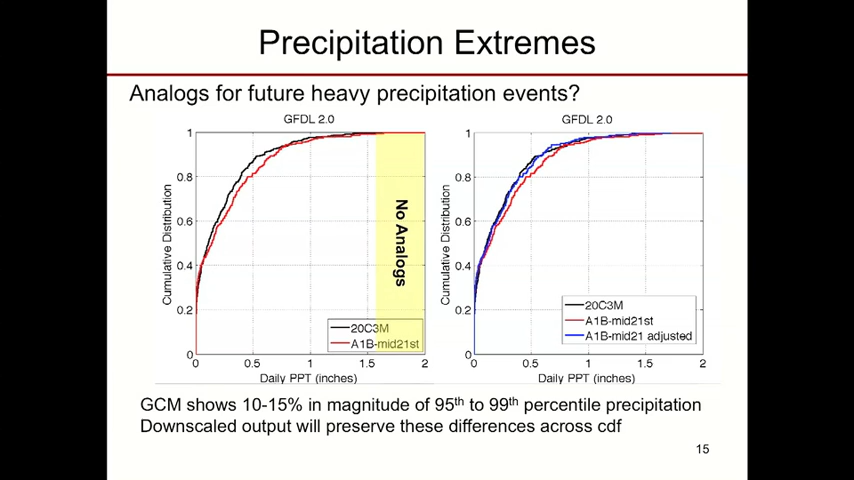 Precipitation Extremes
Analogs for future heavy precipitation events?
GFDL 2.0
1
0.8
0.6
0.4
0.2
0
Cumulative Distribution
No Analogs
20C3M
A1B-mid21st
0
0.5
1
1.5
2
Daily PPT (inches)
GFDL 2.0
1
0.8
0.6
0.4
0.2
0
Cumulative Distribution
20C3M
A1B-mid21st
A1B-mid21 adjusted
0
0.5
1
1.5
2
Daily PPT (inches)
GCM shows 10-15% in magnitude of 95th to 99th percentile precipitation
Downscaled output will preserve these differences across cdf
15